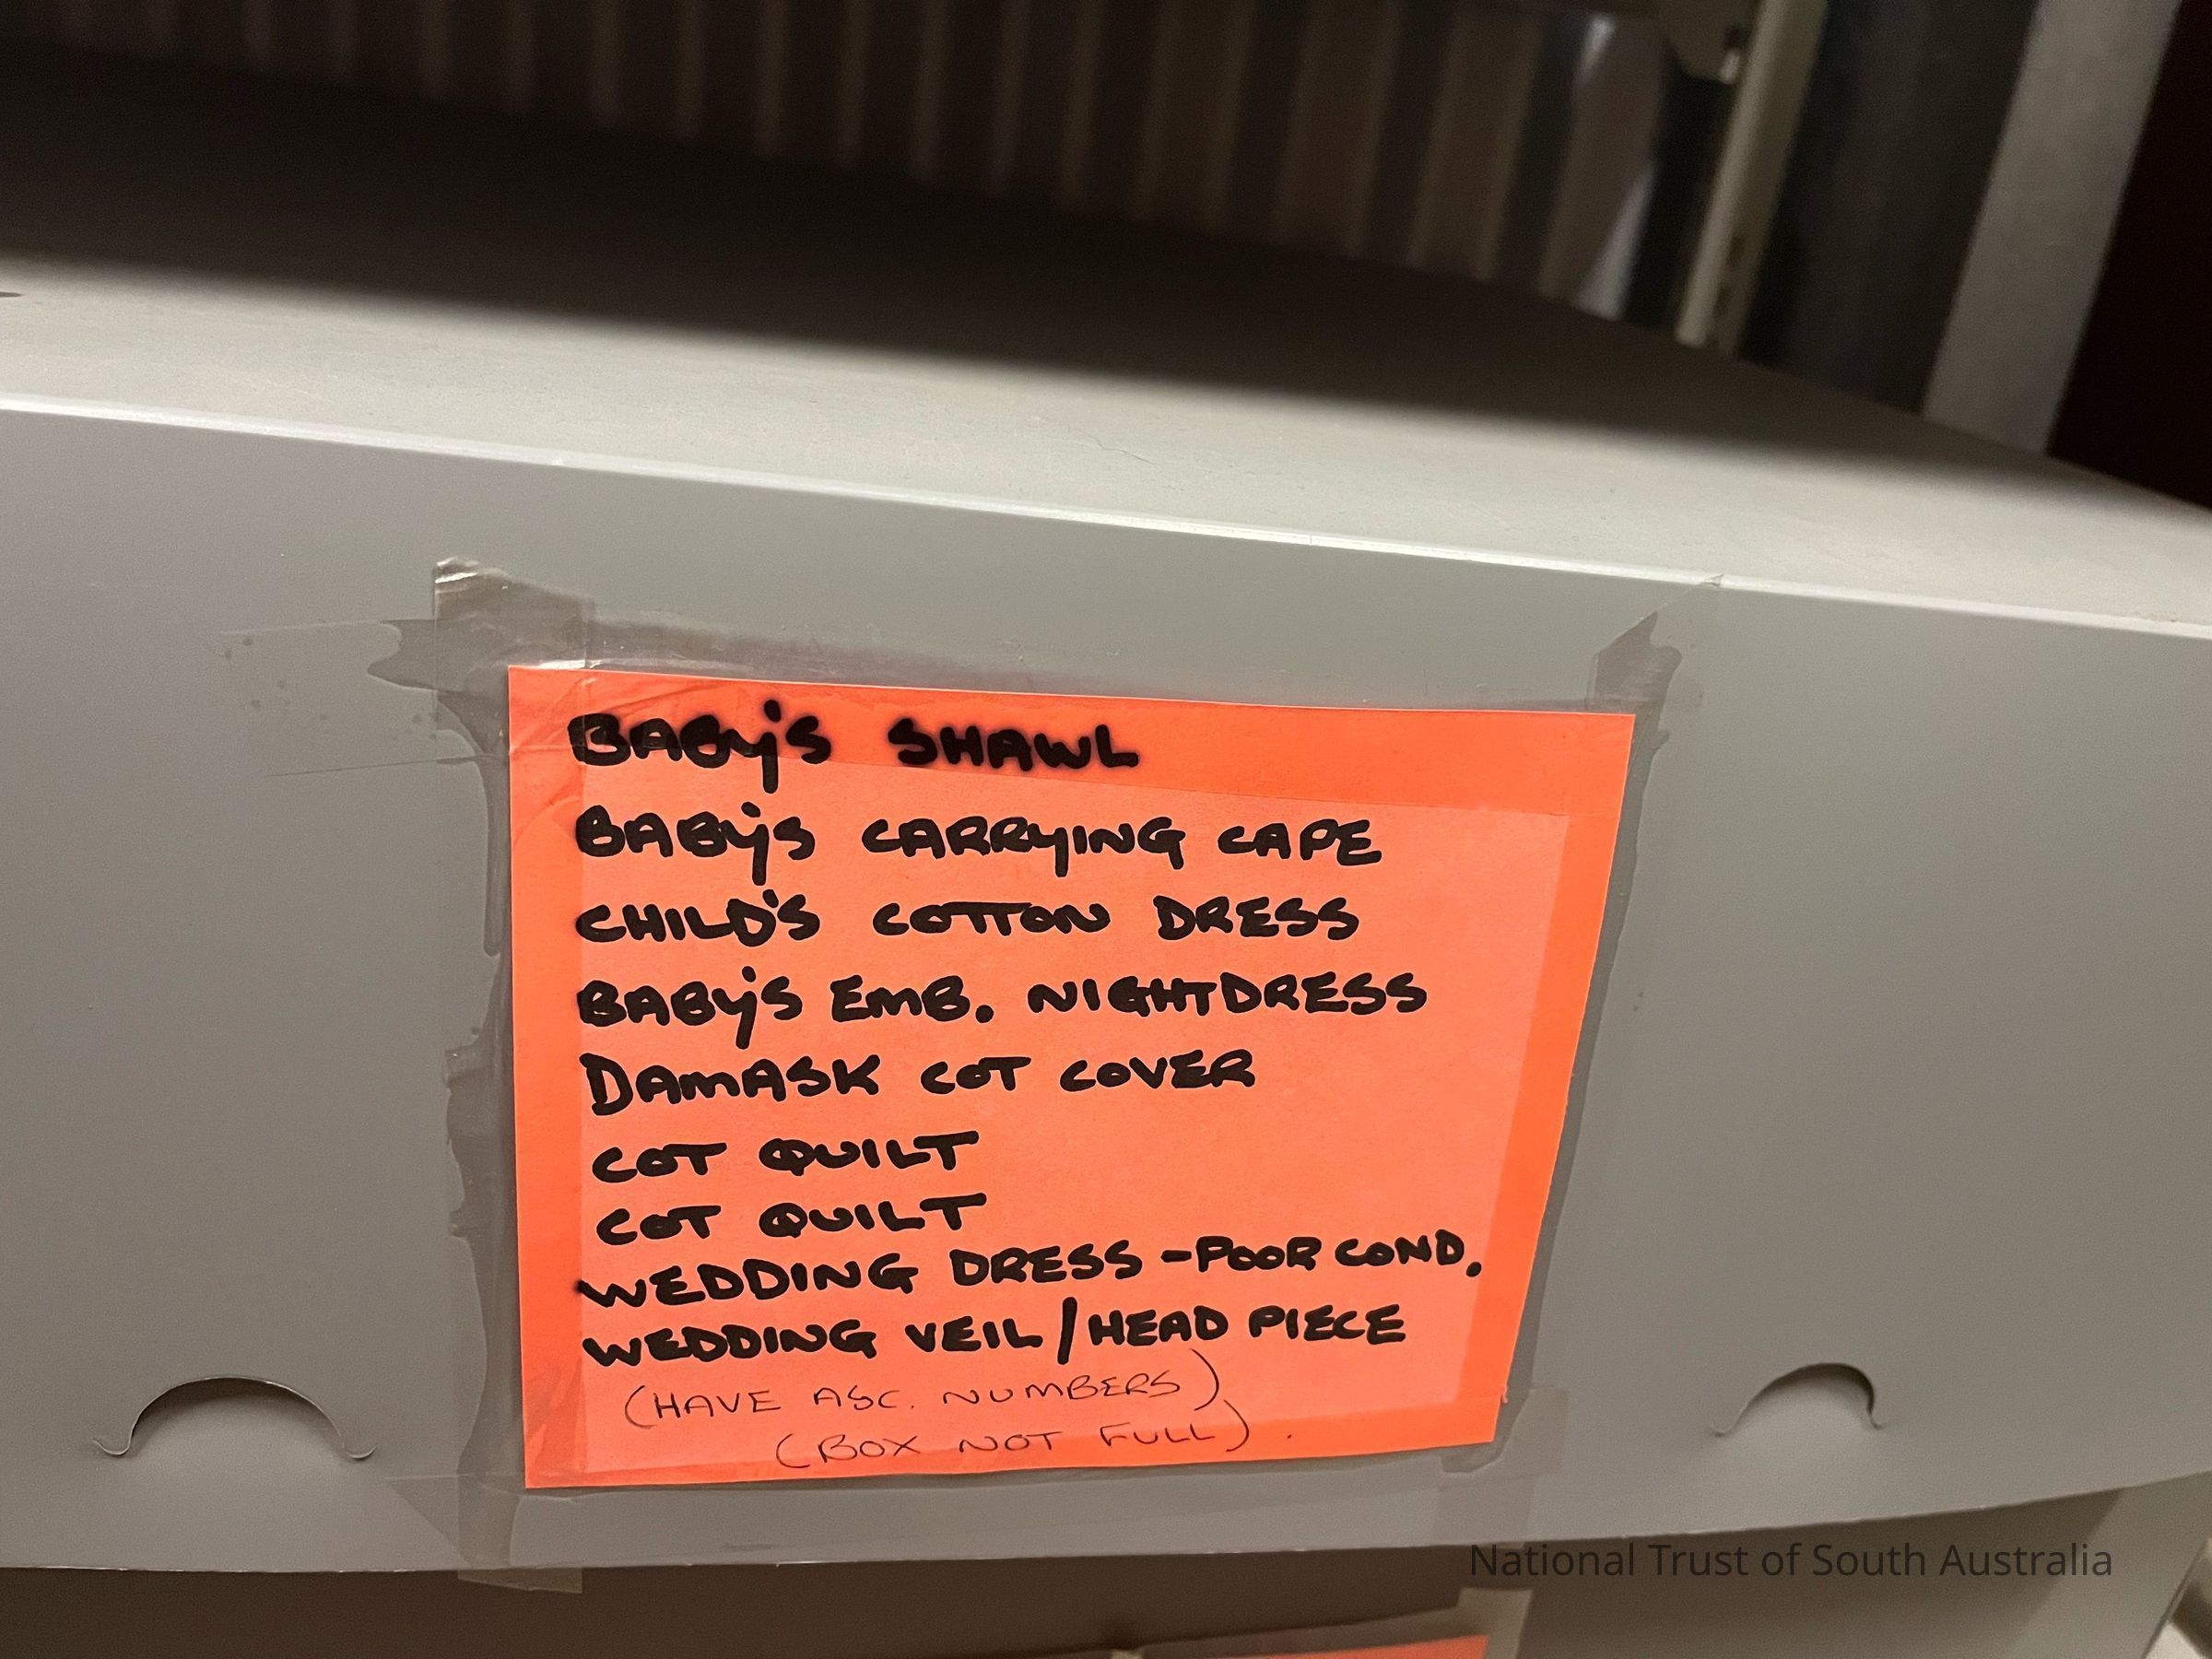 BABY'S SHAWL
BABY'S CARRYING CAPE
CHILD'S COTTON DRESS
BABY'S EMB. NIGHTDRESS
DAMASK COT COVER
COT QUILT
COT QUILT
WEDDING DRESS - POOR COND.
WEDDING VEIL / HEAD PIECE
(HAVE ASC. NUMBERS)
(BOX NOT FULL).
National Trust of South Australia